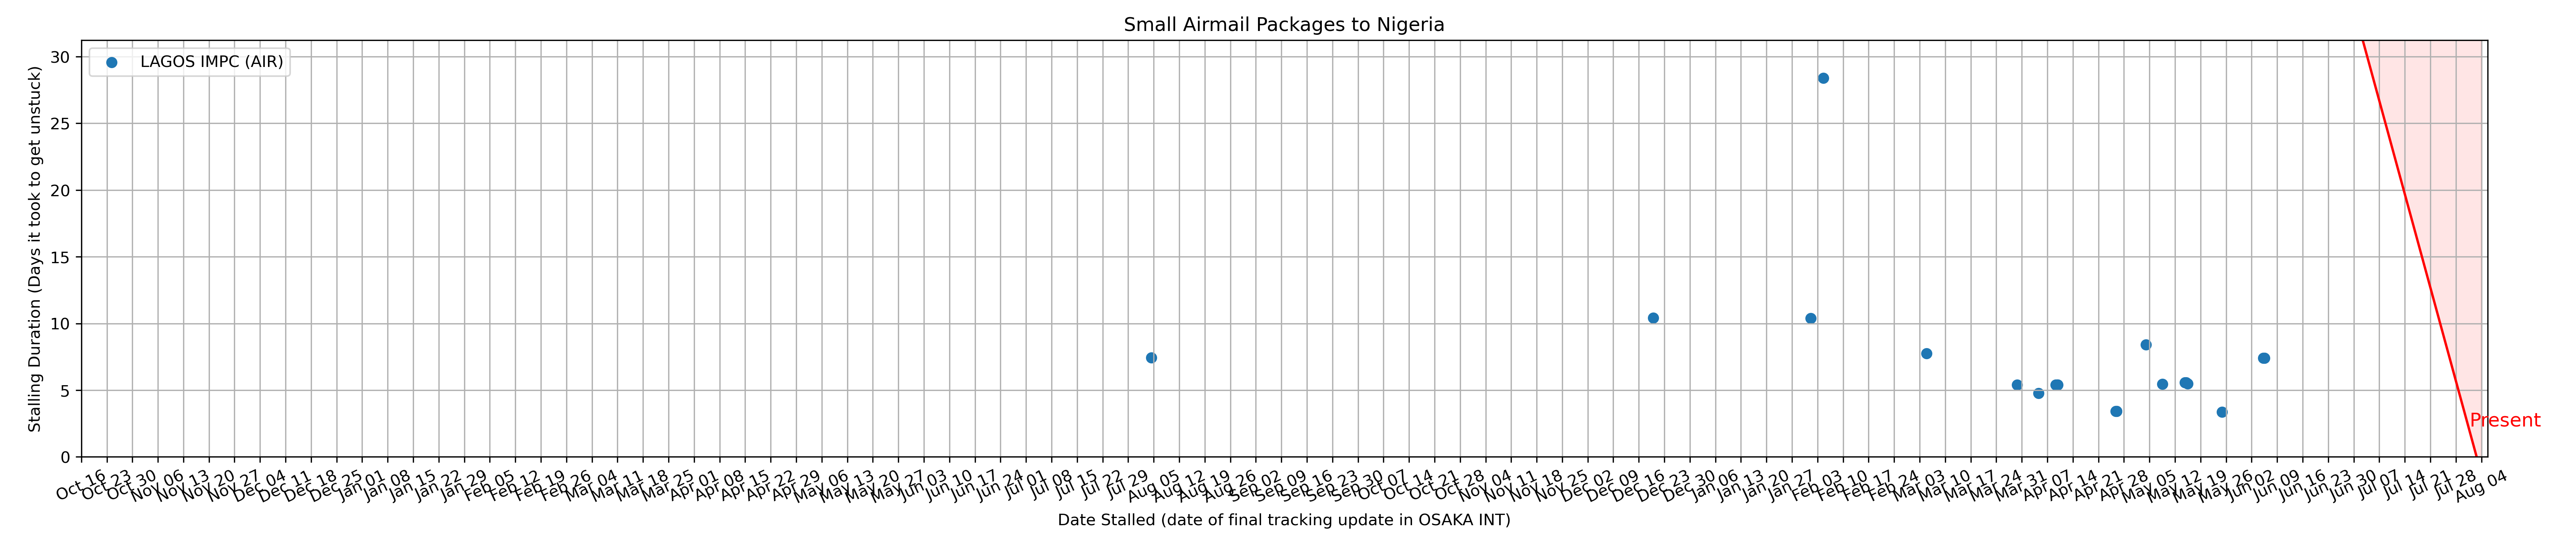 Small Airmail Packages to Nigeria
LAGOS IMPC (AIR)
Stalling Duration (Days it took to get unstuck)
30
25
20
15
10
5
0
Present
Oct 16
Oct 23
Oct 30
Nov 06
Nov 13
Nov 20
Nov 27
Dec 04
Dec 11
Dec 18
Dec 25
Jan 01
Jan 08
Jan 15
Jan 22
Jan 29
Feb 05
Feb 12
Feb 19
Feb 26
Mar 04
Mar 11
Mar 18
Mar 25
Apr 01
Apr 08
Apr 15
Apr 22
Apr 29
May 06
May 13
May 20
May 27
Jun 03
Jun 10
Jun 17
Jun 24
Jul 01
Jul 08
Jul 15
Jul 22
Jul 29
Aug 05
Aug 12
Aug 19
Aug 26
Sep 02
Sep 09
Sep 16
Sep 23
Sep 30
Oct 07
Oct 14
Oct 21
Oct 28
Nov 04
Nov 11
Nov 18
Nov 25
Dec 02
Dec 09
Dec 16
Dec 23
Dec 30
Jan 06
Jan 13
Jan 20
Jan 27
Feb 03
Feb 10
Feb 17
Feb 24
Mar 03
Mar 10
Mar 17
Mar 24
Mar 31
Apr 07
Apr 14
Apr 21
Apr 28
May 05
May 12
May 19
May 26
Jun 02
Jun 09
Jun 16
Jun 23
Jun 30
Jul 07
Jul 14
Jul 21
Jul 28
Aug 04
Date Stalled (date of final tracking update in OSAKA INT)